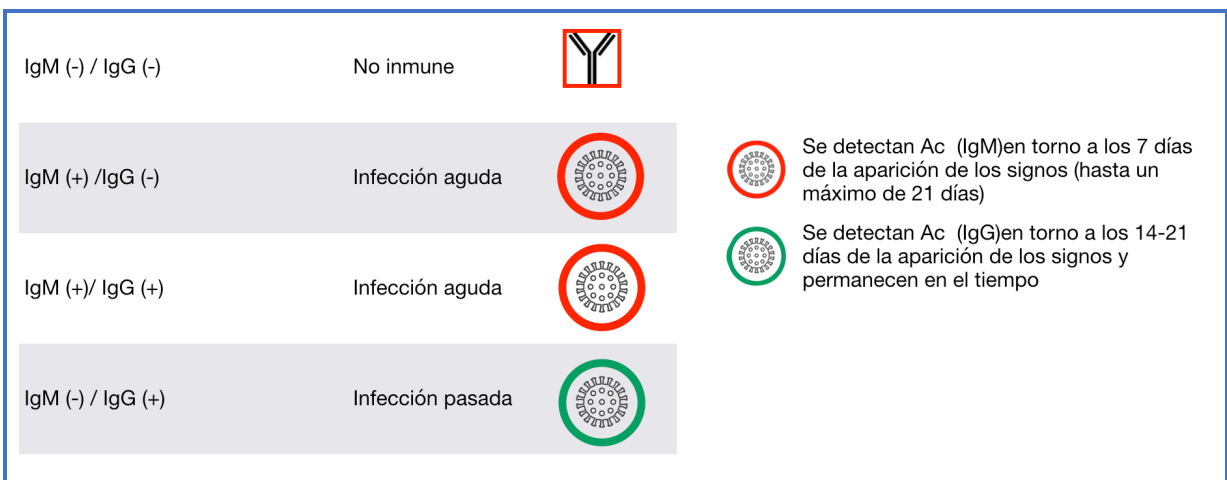 IgM (-) / IgG (-) No inmune
IgM (+) /IgG (-) Infección aguda
IgM (+)/ IgG (+) Infección aguda
IgM (-) / IgG (+) Infección pasada
Se detectan Ac  (IgM)en torno a los 7 días
de la aparición de los signos (hasta un
máximo de 21 días)
Se detectan Ac  (IgG)en torno a los 14-21
días de la aparición de los signos y
permanecen en el tiempo